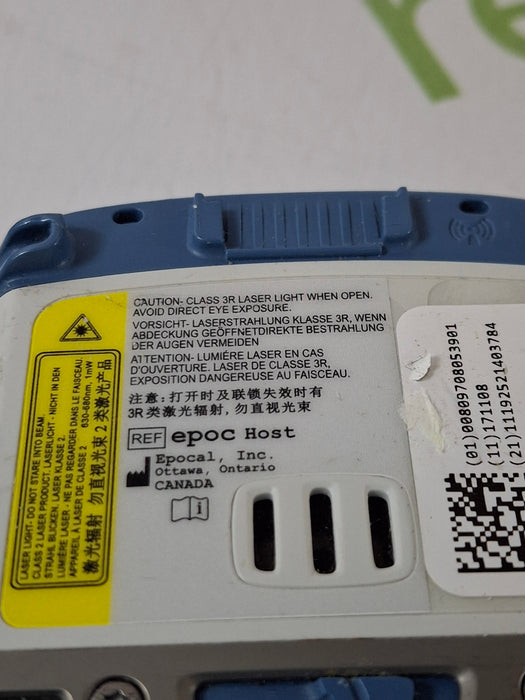 CAUTION- CLASS 3R LASER LIGHT WHEN OPEN.
AVOID DIRECT EYE EXPOSURE.
VORSICHT- LASERSTRAHLUNG KLASSE 3R, WENN
ABDECKUNG GEÖFFNETDIREKTE BESTRAHLUNG
DER AUGEN VERMEIDEN
ATTENTION- LUMIÉRE LASER EN CAS
D'OUVERTURE. LASER DE CLASSE 3R,
EXPOSITION DANGEREUSE AU FAISCEAU.
注意: 打开时及联锁失效时有
3R类激光辐射, 勿直视光束
REF epoc Host
Epocal, Inc.
Ottawa, Ontario
CANADA
LASER LIGHT- DO NOT STARE INTO BEAM.
CLASS 2 LASER PRODUCT. LASERLICHT - NICHT IN DEN
STRAHL BLICKEN, LASER KLASSE 2.
LUMIÈRE LASER - NE PAS REGARDER DANS LE FAISCEAU.
APPAREIL À LASER DE CLASSE 2 630-680nm, 1mW
激光辐射 勿直视光束 2 类激光产品
(01)00809708053901
(11)171108
(21)11192521403784